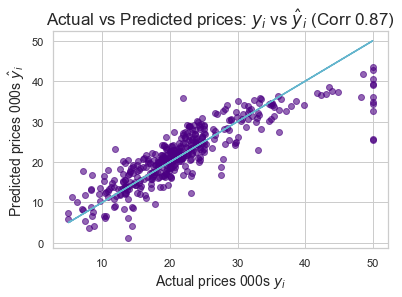 Actual vs Predicted prices: $y_i$ vs $\hat{y}_i$ (Corr 0.87)
50
40
30
20
10
0
Predicted prices 000s $\hat{y}_i$
10 20 30 40 50
Actual prices 000s $y_i$